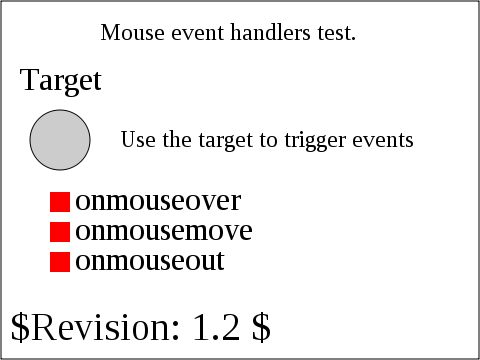 Mouse event handlers test.
Target
Use the target to trigger events
onmouseover
onmousemove
onmouseout
$Revision: 1.2 $